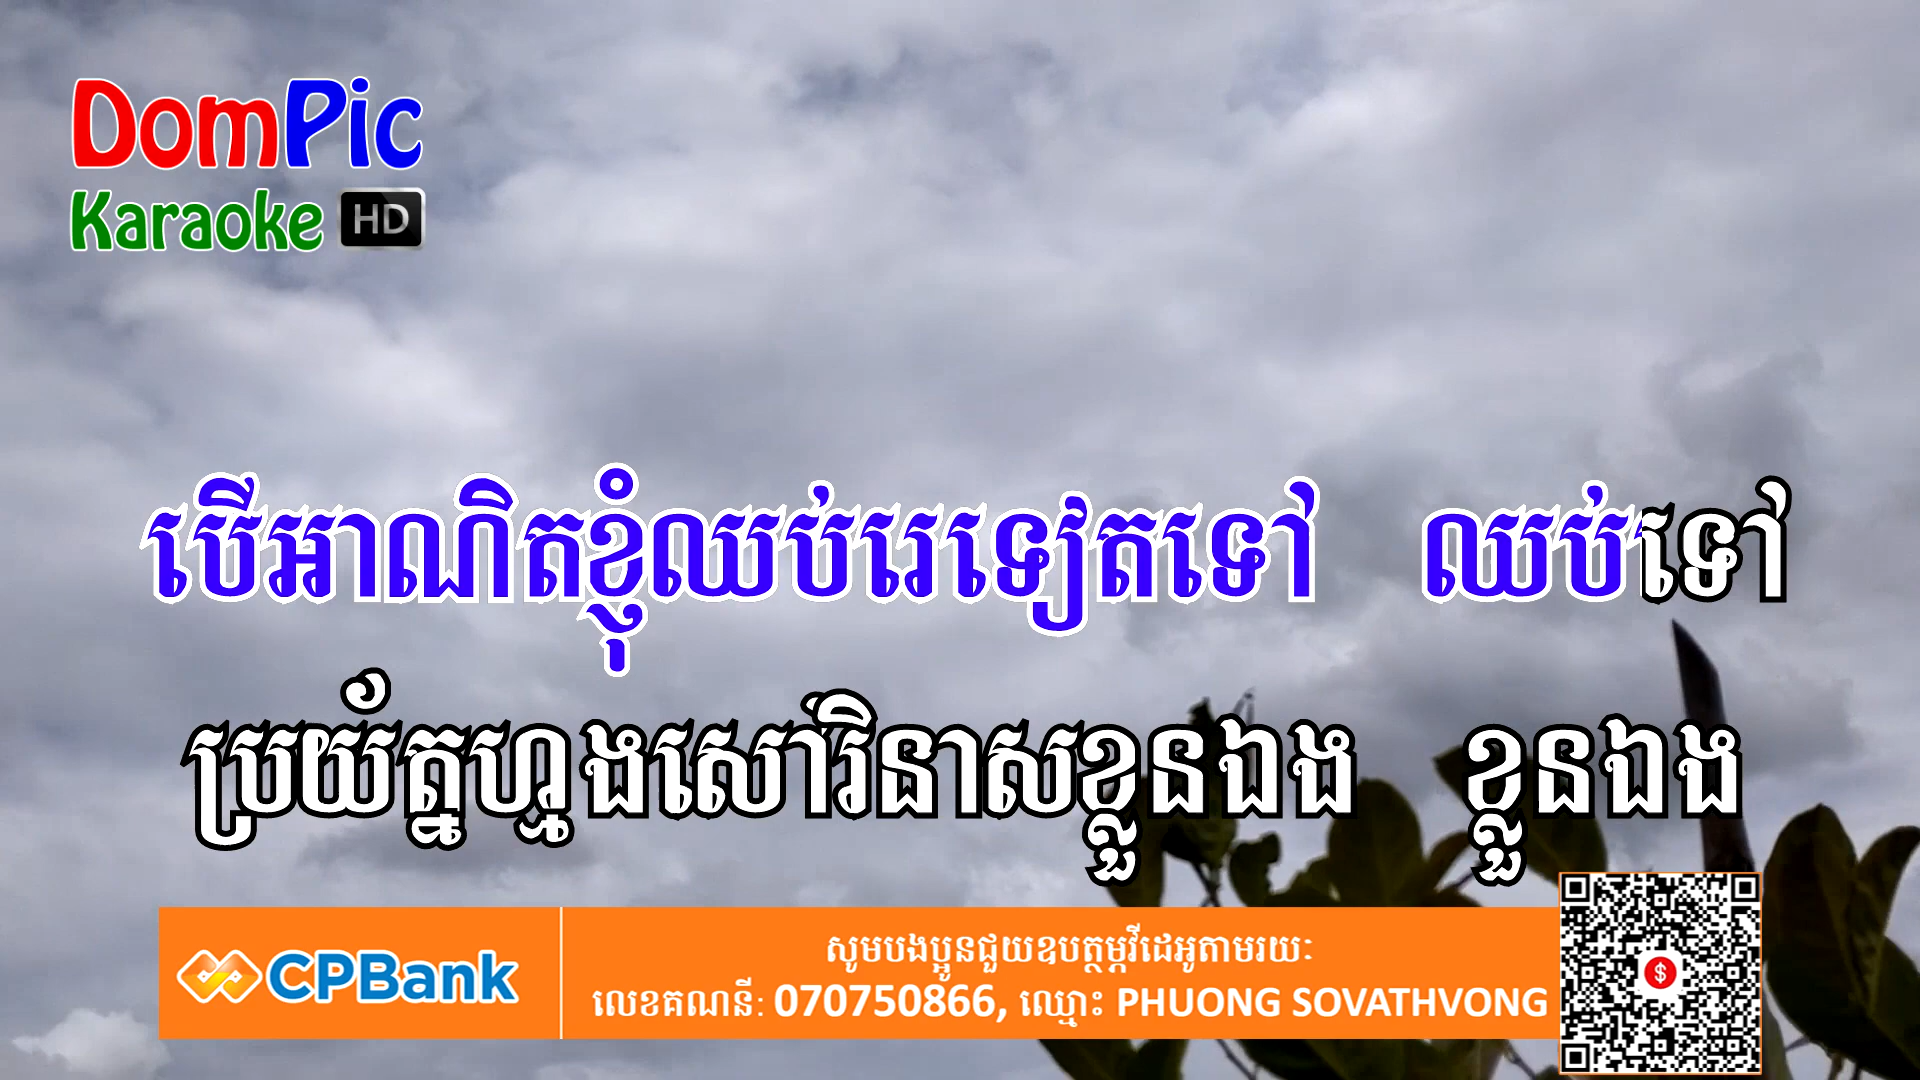 DomPic
Karaoke HD
បើអាណិតខ្ញុំឈប់រេទៀតទៅ ឈប់ទៅ
ប្រយ័ត្នហ្មងសៅរ៍វិនាសខ្លួនឯង ខ្លួនឯង
CPBank
សូមបងប្អូនជួយឧបត្ថម្ភវីដេអូតាមរយៈ
លេខគណនី: 070750866, ឈ្មោះ PHUONG SOVATHVONG